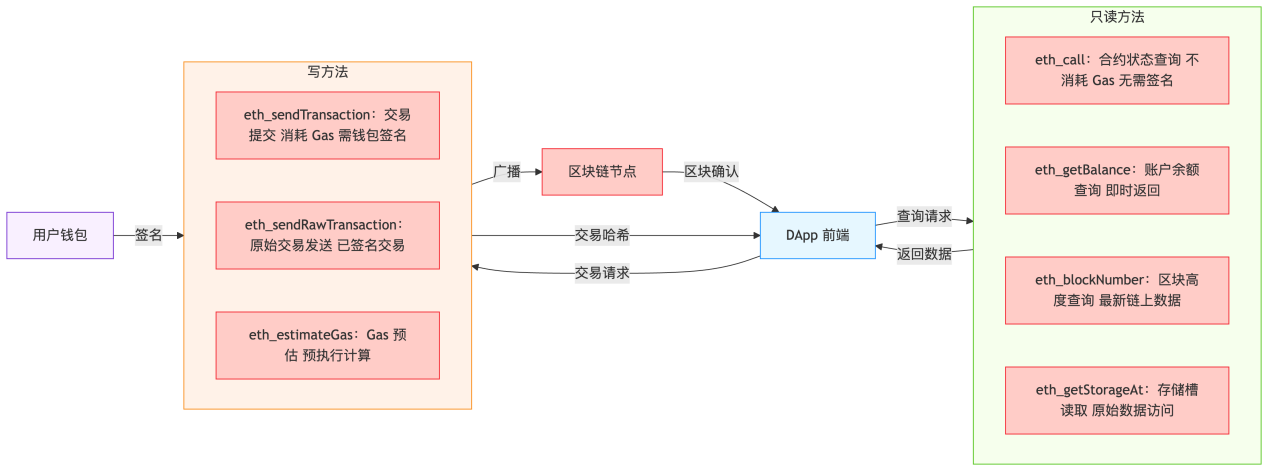 用户钱包
签名
写方法
eth_sendTransaction：交易
提交 消耗 Gas 需钱包签名
eth_sendRawTransaction：
原始交易发送 已签名交易
eth_estimateGas：Gas 预
估 预执行计算
广播
区块链节点
区块确认
交易哈希
交易请求
DApp 前端
查询请求
返回数据
只读方法
eth_call：合约状态查询 不
消耗 Gas 无需签名
eth_getBalance：账户余额
查询 即时返回
eth_blockNumber：区块高
度查询 最新链上数据
eth_getStorageAt：存储槽
读取 原始数据访问